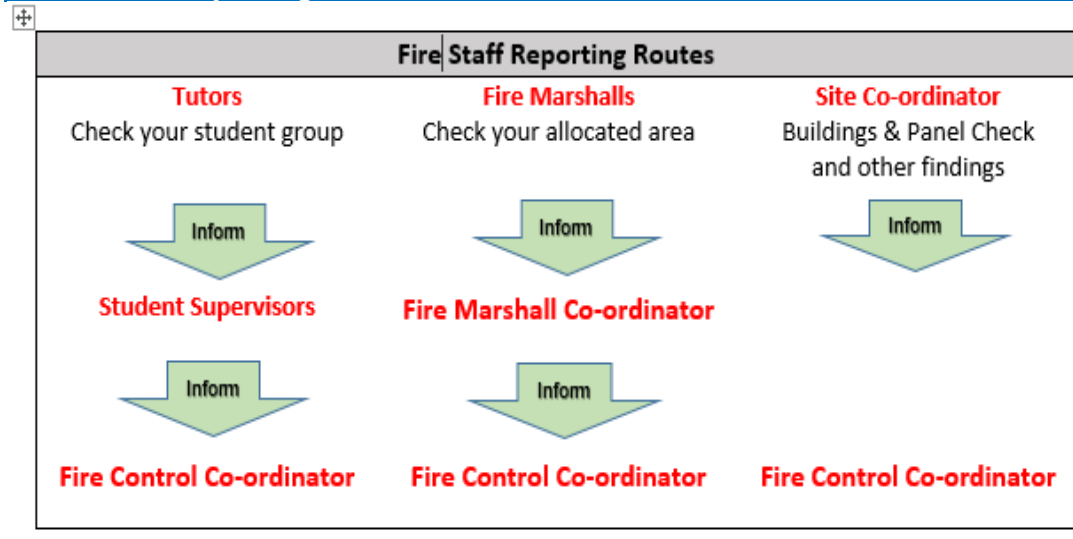 Fire Staff Reporting Routes
Tutors
Check your student group
Inform
Student Supervisors
Inform
Fire Control Co-ordinator
Fire Marshalls
Check your allocated area
Inform
Fire Marshall Co-ordinator
Inform
Fire Control Co-ordinator
Site Co-ordinator
Buildings & Panel Check
and other findings
Inform
Fire Control Co-ordinator